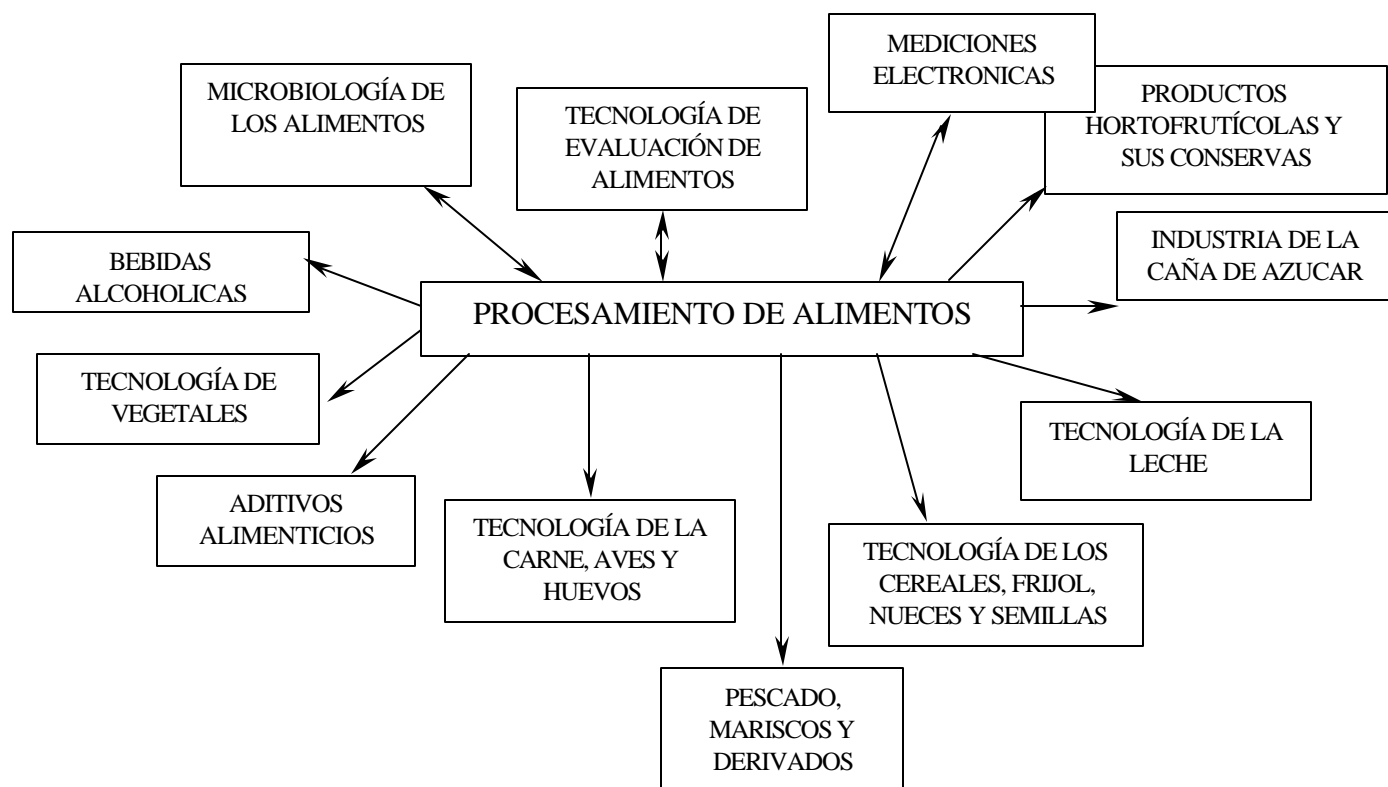 MEDICIONES
ELECTRONICAS
MICROBIOLOGÍA DE
LOS ALIMENTOS
TECNOLOGÍA DE
EVALUACIÓN DE
ALIMENTOS
PRODUCTOS
HORTOFRUTÍCOLAS Y
SUS CONSERVAS
BEBIDAS
ALCOHOLICAS
INDUSTRIA DE LA
CAÑA DE AZUCAR
PROCESAMIENTO DE ALIMENTOS
TECNOLOGÍA DE
VEGETALES
TECNOLOGÍA DE LA
LECHE
ADITIVOS
ALIMENTICIOS
TECNOLOGÍA DE LA
CARNE, AVES Y
HUEVOS
TECNOLOGÍA DE LOS
CEREALES, FRIJOL,
NUECES Y SEMILLAS
PESCADO,
MARISCOS Y
DERIVADOS